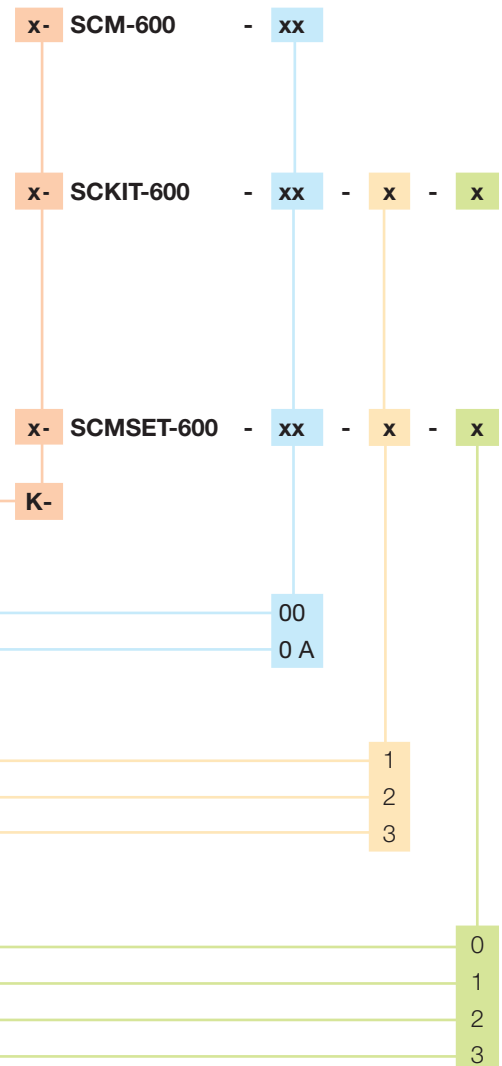 x- SCM-600 - xx
x- SCKIT-600 - xx - x - x
x- SCMSET-600 - xx - x - x
K-
00
0 A
1
2
3
0
1
2
3